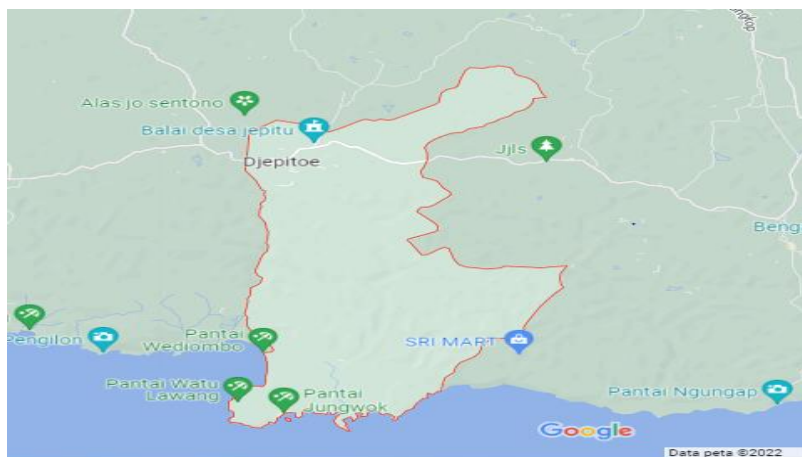 ngkop
Alas jo sentono
Balai desa jepitu
Djepitoe
Jjls
Beng
Pengilon
Pantai
Wediombo
SRI MART
Pantai Watu
Lawang
Pantai
Jungwok
Pantai Ngungap
Google
Data peta ©2022